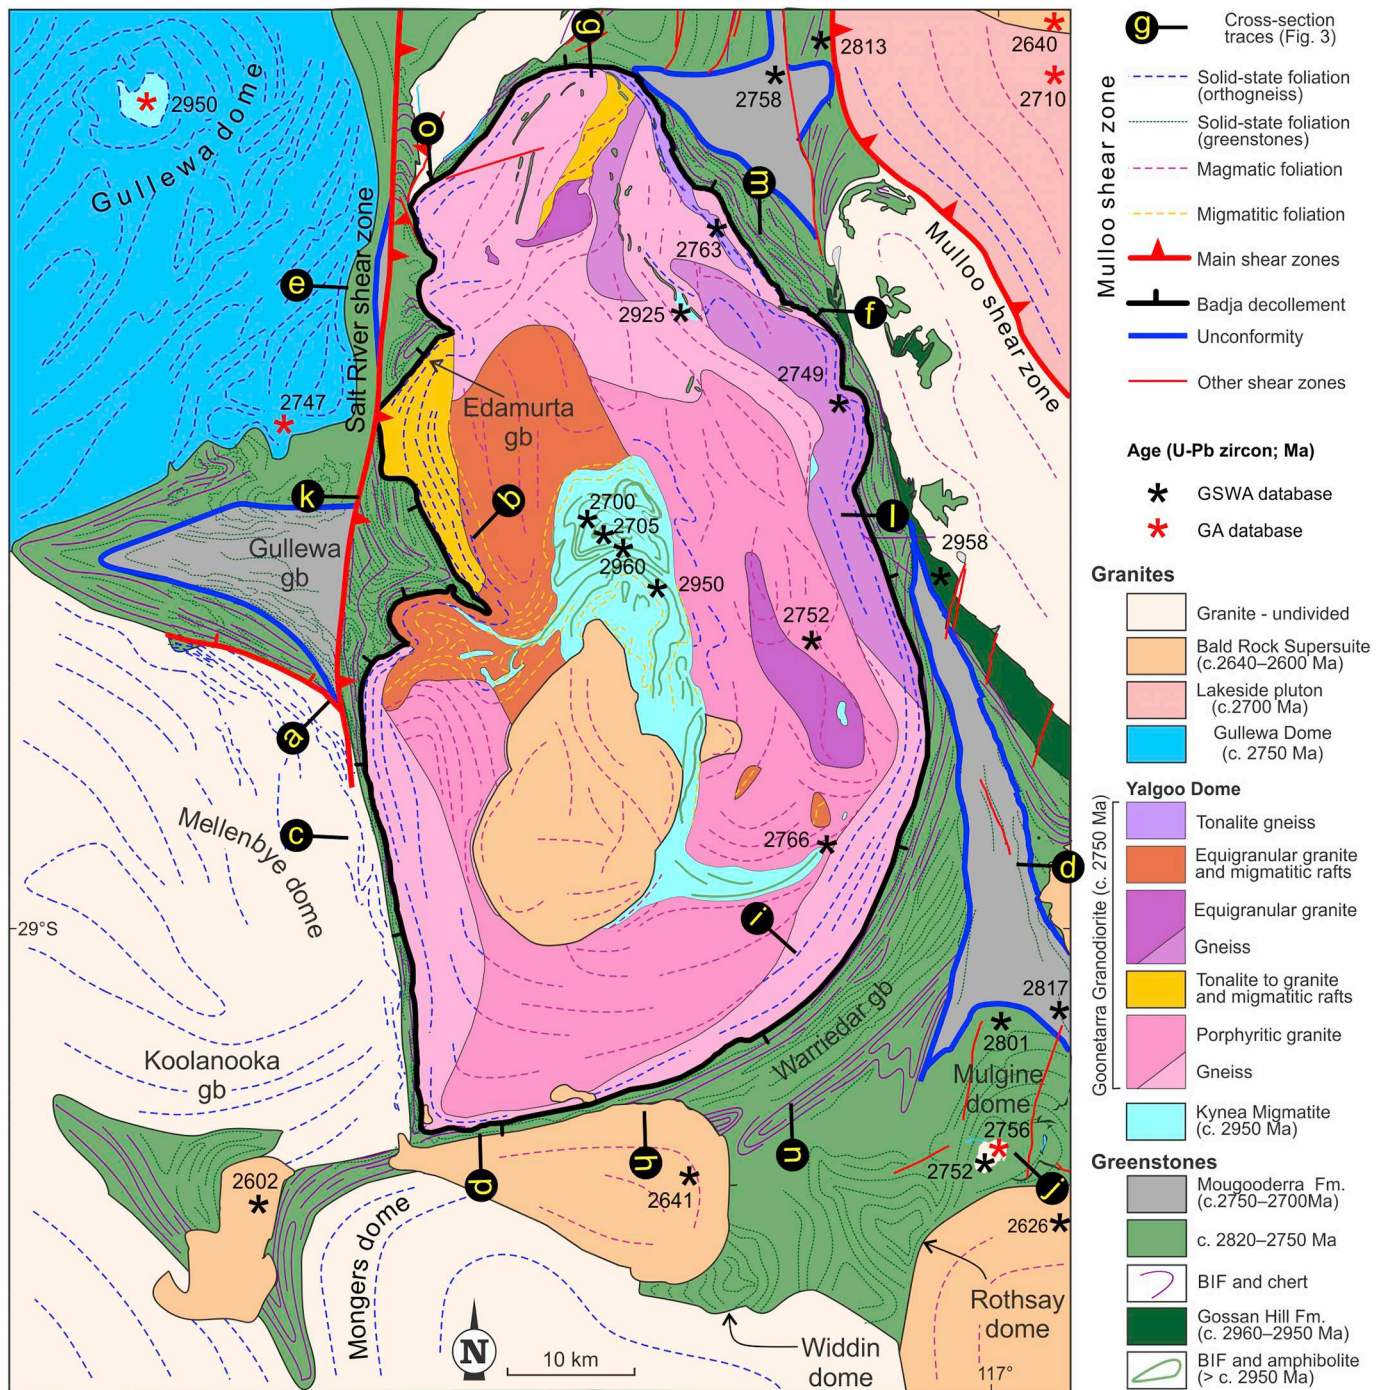 g
2813
2640
2710
2758
2950
Gullewa dome
o
m
2763
e
Salt River shear zone
2925
f
Mulloo shear zone
2749
2747
Edamurta
gb
k
b
2700
2705
2960
2950
l
2958
Gullewa
gb
2752
a
c
Mellenbye dome
2766
d
29°S
i
2817
2801
Warriedar gb
Koolanooka
gb
Mulgine
dome
2756
2752
j
2602
p
h
2641
n
2626
Mongers dome
N
10 km
Widdin
dome
Rothsay
dome
117°
Mulloo shear zone
g
Cross-section
traces (Fig. 3)
Solid-state foliation
(orthogneiss)
Solid-state foliation
(greenstones)
Magmatic foliation
Migmatitic foliation
Main shear zones
Badja decollement
Unconformity
Other shear zones
Age (U-Pb zircon; Ma)
GSWA database
GA database
Granites
Granite - undivided
Bald Rock Supersuite
(c.2640–2600 Ma)
Lakeside pluton
(c.2700 Ma)
Gullewa Dome
(c. 2750 Ma)
Yalgoo Dome
Goonetarra Granodiorite (c. 2750 Ma)
Tonalite gneiss
Equigranular granite
and migmatitic rafts
Equigranular granite
Gneiss
Tonalite to granite
and migmatitic rafts
Porphyritic granite
Gneiss
Kynea Migmatite
(c. 2950 Ma)
Greenstones
Mougooderra Fm.
(c.2750–2700Ma)
c. 2820–2750 Ma
BIF and chert
Gossan Hill Fm.
(c. 2960–2950 Ma)
BIF and amphibolite
(> c. 2950 Ma)